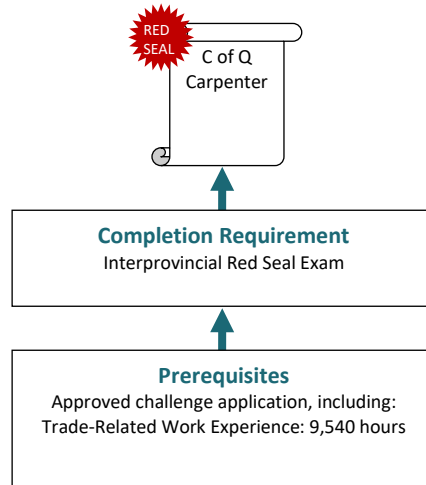 RED
SEAL
C of Q
Carpenter
Completion Requirement
Interprovincial Red Seal Exam
Prerequisites
Approved challenge application, including:
Trade-Related Work Experience: 9,540 hours